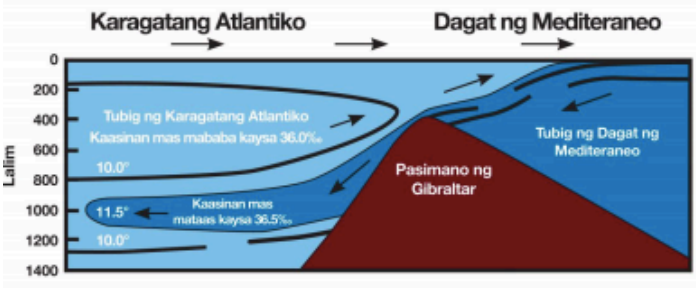 Karagatang Atlantiko
Dagat ng Mediteraneo
0
200
400
600
800
1000
1200
1400
Lalim
Tubig ng Karagatang Atlantiko
Kaasinan mas mababa kaysa 36.0‰
10.0°
11.5°
Kaasinan mas
mataas kaysa 36.5‰
10.0°
Pasimano ng
Gibraltar
Tubig ng Dagat ng
Mediteraneo